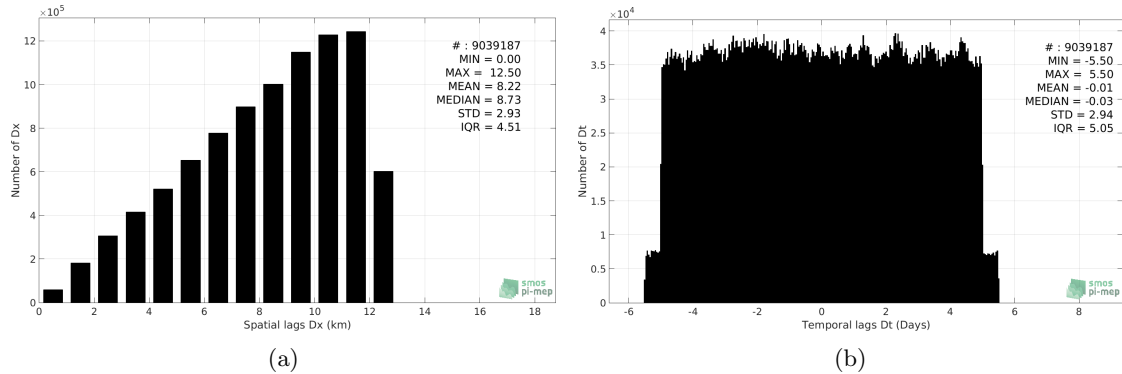 ×10⁵
12
10
8
6
4
2
0
Number of Dx
# : 9039187
MIN = 0.00
MAX = 12.50
MEAN = 8.22
MEDIAN = 8.73
STD = 2.93
IQR = 4.51
smos
pi-mep
0 2 4 6 8 10 12 14 16 18
Spatial lags Dx (km)
(a)
×10⁴
4
3.5
3
2.5
2
1.5
1
0.5
0
Number of Dt
# : 9039187
MIN = -5.50
MAX = 5.50
MEAN = -0.01
MEDIAN = -0.03
STD = 2.94
IQR = 5.05
smos
pi-mep
-6 -4 -2 0 2 4 6 8
Temporal lags Dt (Days)
(b)